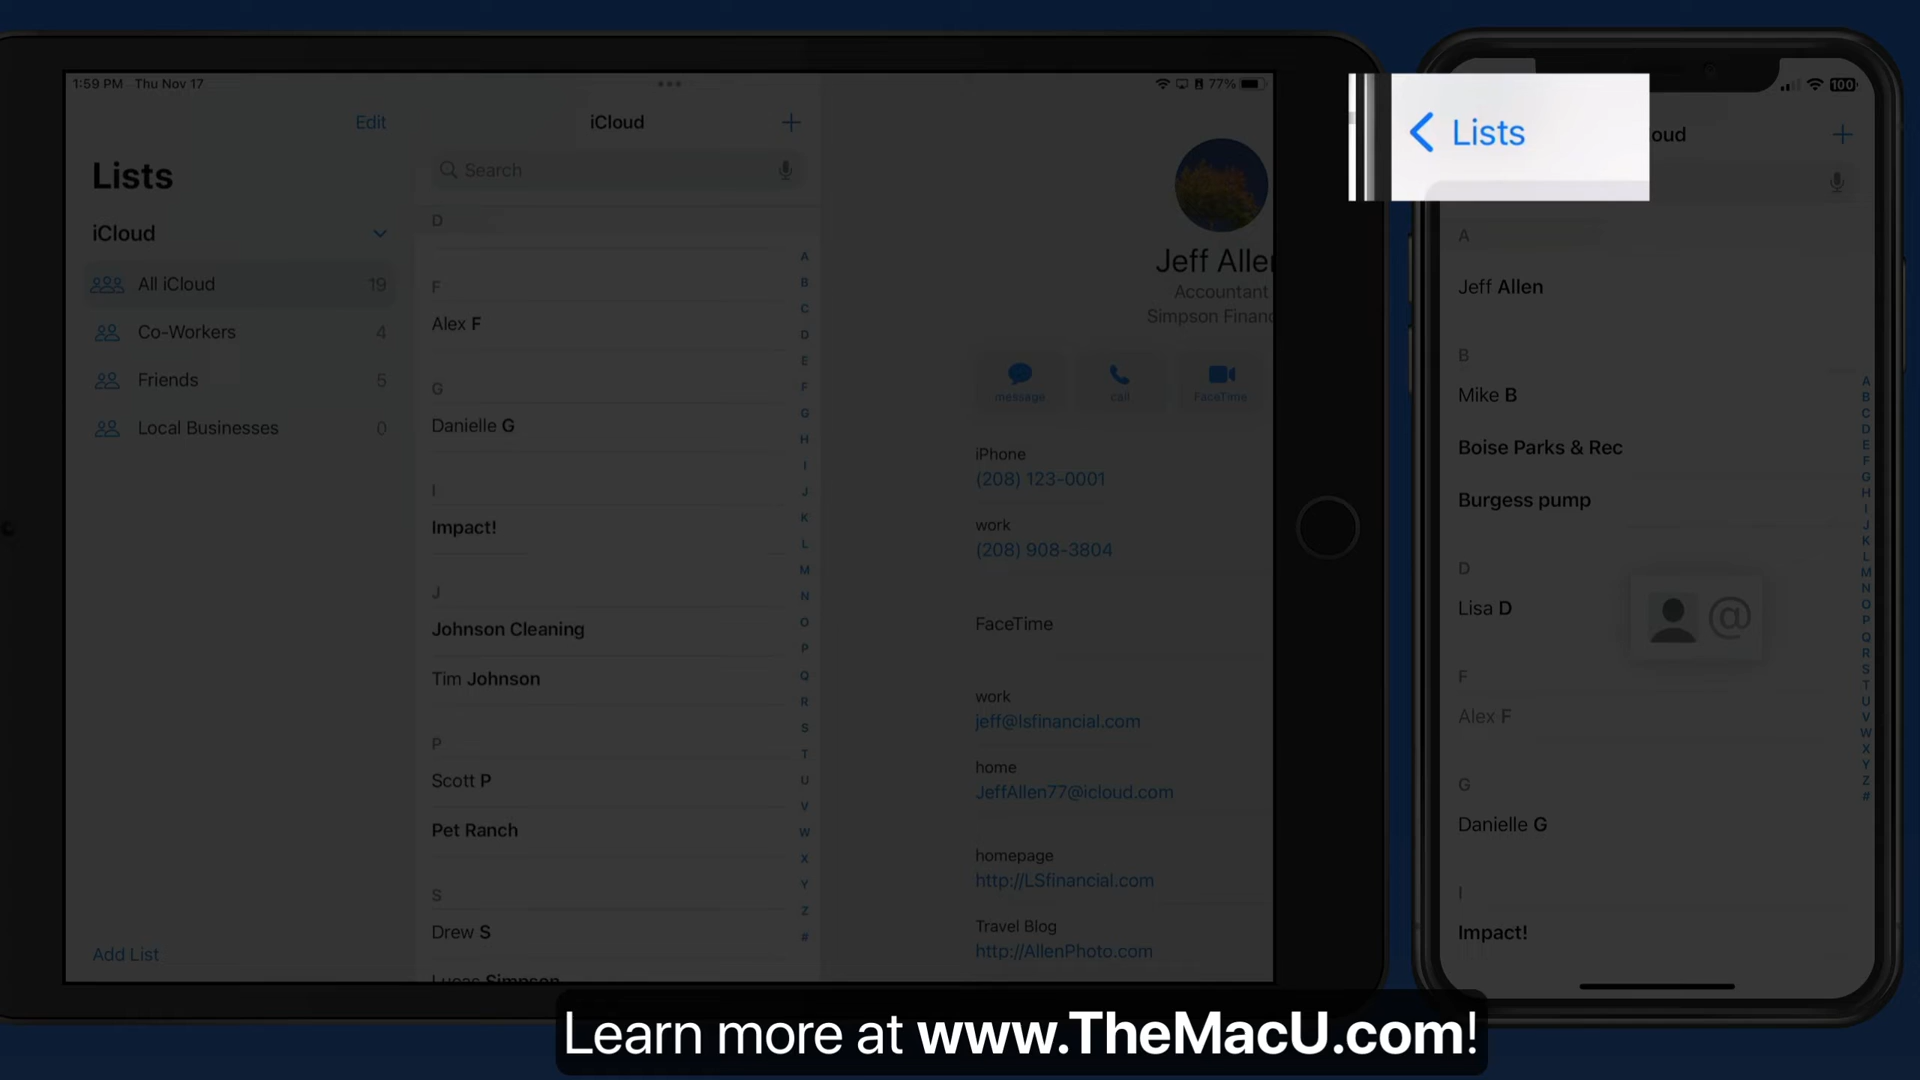 1:59 PM Thu Nov 17
77%
Edit
Lists
iCloud
All iCloud 19
Co-Workers 4
Friends 5
Local Businesses 0
Add List
iCloud
Search
D
F
Alex F
G
Danielle G
I
Impact!
J
Johnson Cleaning
Tim Johnson
P
Scott P
Pet Ranch
S
Drew S
Lucas Simpson
A
B
C
D
E
F
G
H
I
J
K
L
M
N
O
P
Q
R
S
T
U
V
W
X
Y
Z
#
Jeff Allen
Accountant
Simpson Financ
message call FaceTime
iPhone
(208) 123-0001
work
(208) 908-3804
FaceTime
work
jeff@lsfinancial.com
home
JeffAllen77@icloud.com
homepage
http://LSfinancial.com
Travel Blog
http://AllenPhoto.com
100
Lists
oud
A
Jeff Allen
B
Mike B
Boise Parks & Rec
Burgess pump
D
Lisa D
@
F
Alex F
G
Danielle G
I
Impact!
A
B
C
D
E
F
G
H
I
J
K
L
M
N
O
P
Q
R
S
T
U
V
W
X
Y
Z
#
Learn more at www.TheMacU.com!